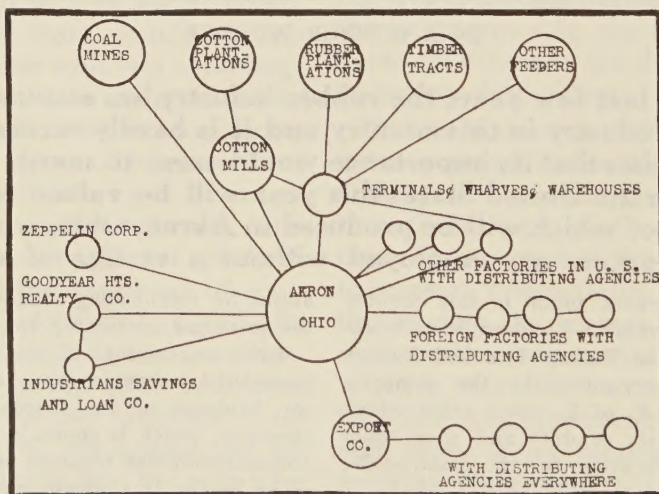 COAL
MINES
COTTON
PLANT-
ATIONS
RUBBER
PLANT-
ATIONS
TIMBER
TRACTS
OTHER
FEEDERS
COTTON
MILLS
TERMINALS, WHARVES, WAREHOUSES
ZEPPELIN CORP.
GOODYEAR HTS.
REALTY CO.
INDUSTRIANS SAVINGS
AND LOAN CO.
AKRON
OHIO
OTHER FACTORIES IN U. S.
WITH DISTRIBUTING AGENCIES
FOREIGN FACTORIES WITH
DISTRIBUTING AGENCIES
EXPORT
CO.
WITH DISTRIBUTING
AGENCIES EVERYWHERE